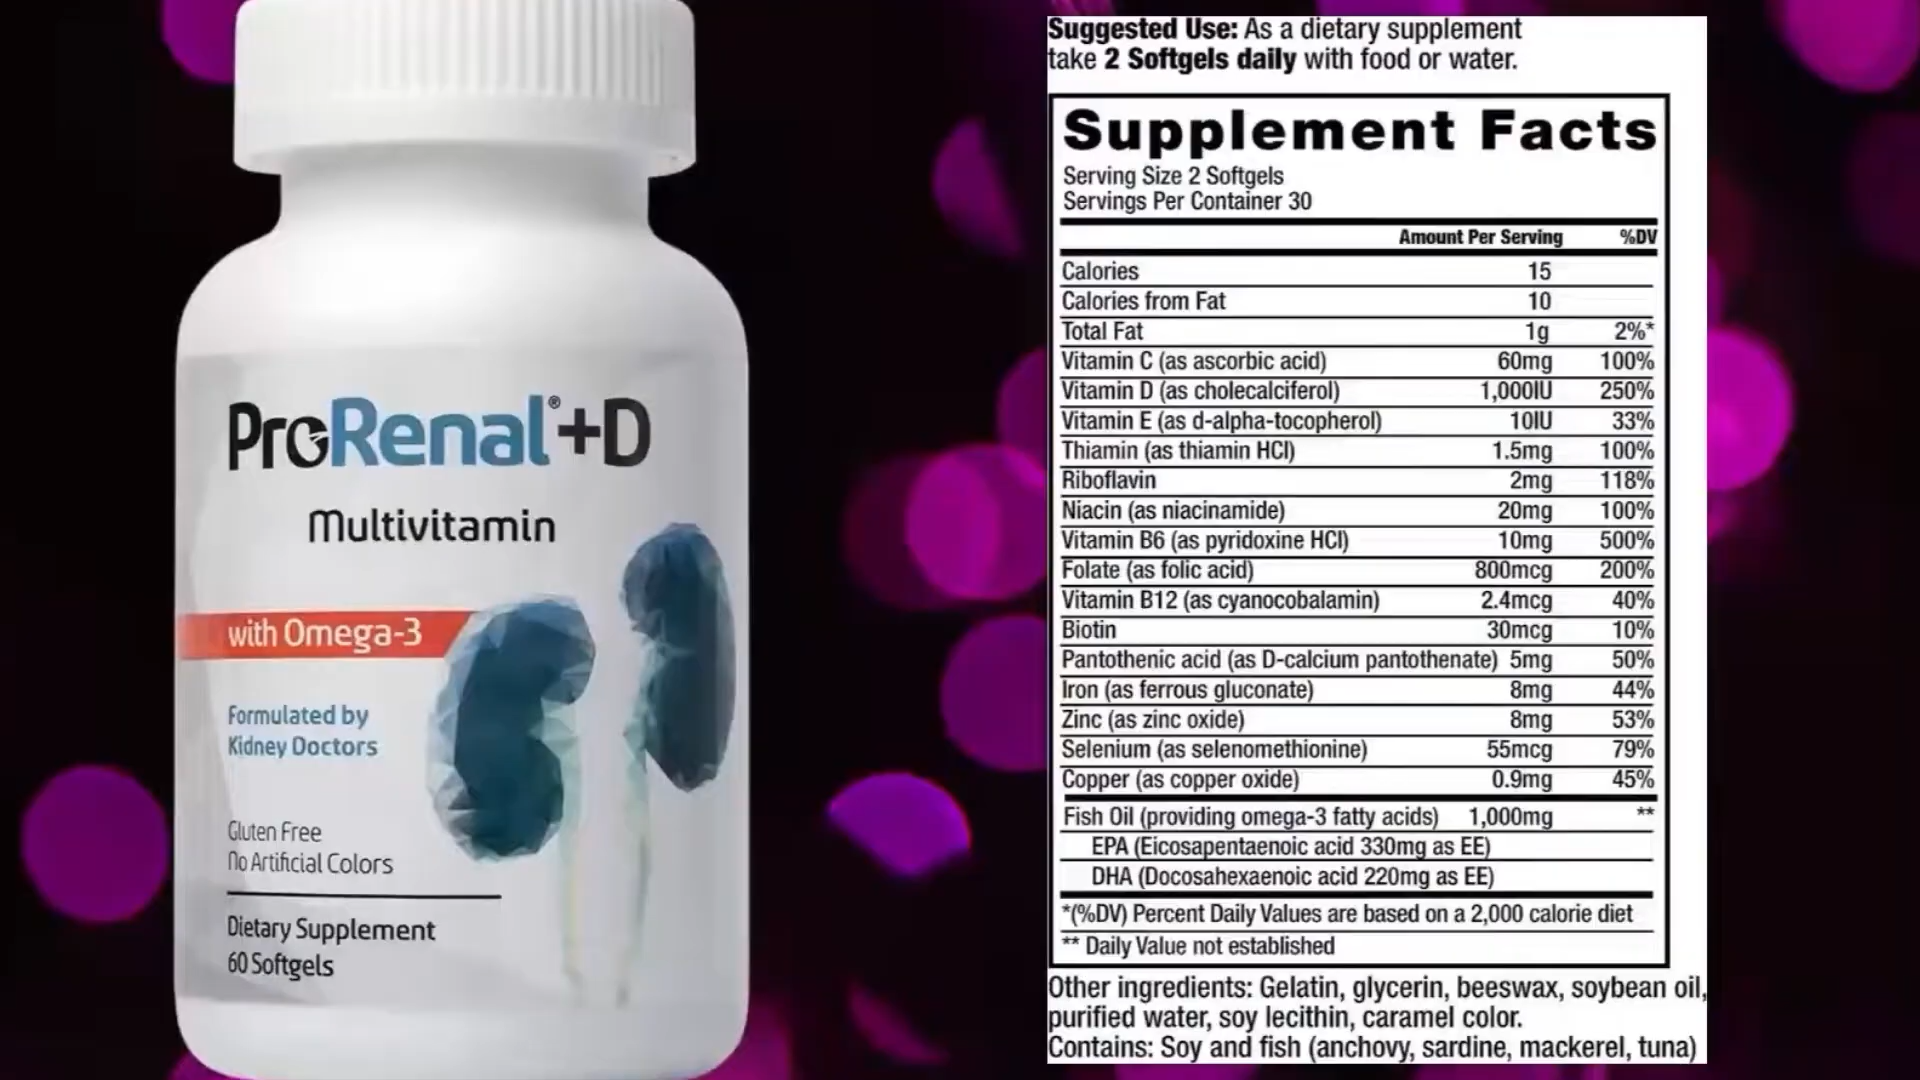 ProRenal®+D
Multivitamin
with Omega-3
Formulated by
Kidney Doctors
Gluten Free
No Artificial Colors
Dietary Supplement
60 Softgels
Suggested Use: As a dietary supplement
take 2 Softgels daily with food or water.
Supplement Facts
Serving Size 2 Softgels
Servings Per Container 30
Amount Per Serving %DV
Calories 15
Calories from Fat 10
Total Fat 1g 2%*
Vitamin C (as ascorbic acid) 60mg 100%
Vitamin D (as cholecalciferol) 1,000IU 250%
Vitamin E (as d-alpha-tocopherol) 10IU 33%
Thiamin (as thiamin HCl) 1.5mg 100%
Riboflavin 2mg 118%
Niacin (as niacinamide) 20mg 100%
Vitamin B6 (as pyridoxine HCl) 10mg 500%
Folate (as folic acid) 800mcg 200%
Vitamin B12 (as cyanocobalamin) 2.4mcg 40%
Biotin 30mcg 10%
Pantothenic acid (as D-calcium pantothenate) 5mg 50%
Iron (as ferrous gluconate) 8mg 44%
Zinc (as zinc oxide) 8mg 53%
Selenium (as selenomethionine) 55mcg 79%
Copper (as copper oxide) 0.9mg 45%
Fish Oil (providing omega-3 fatty acids) 1,000mg **
EPA (Eicosapentaenoic acid 330mg as EE)
DHA (Docosahexaenoic acid 220mg as EE)
*(%DV) Percent Daily Values are based on a 2,000 calorie diet
** Daily Value not established
Other ingredients: Gelatin, glycerin, beeswax, soybean oil,
purified water, soy lecithin, caramel color.
Contains: Soy and fish (anchovy, sardine, mackerel, tuna)